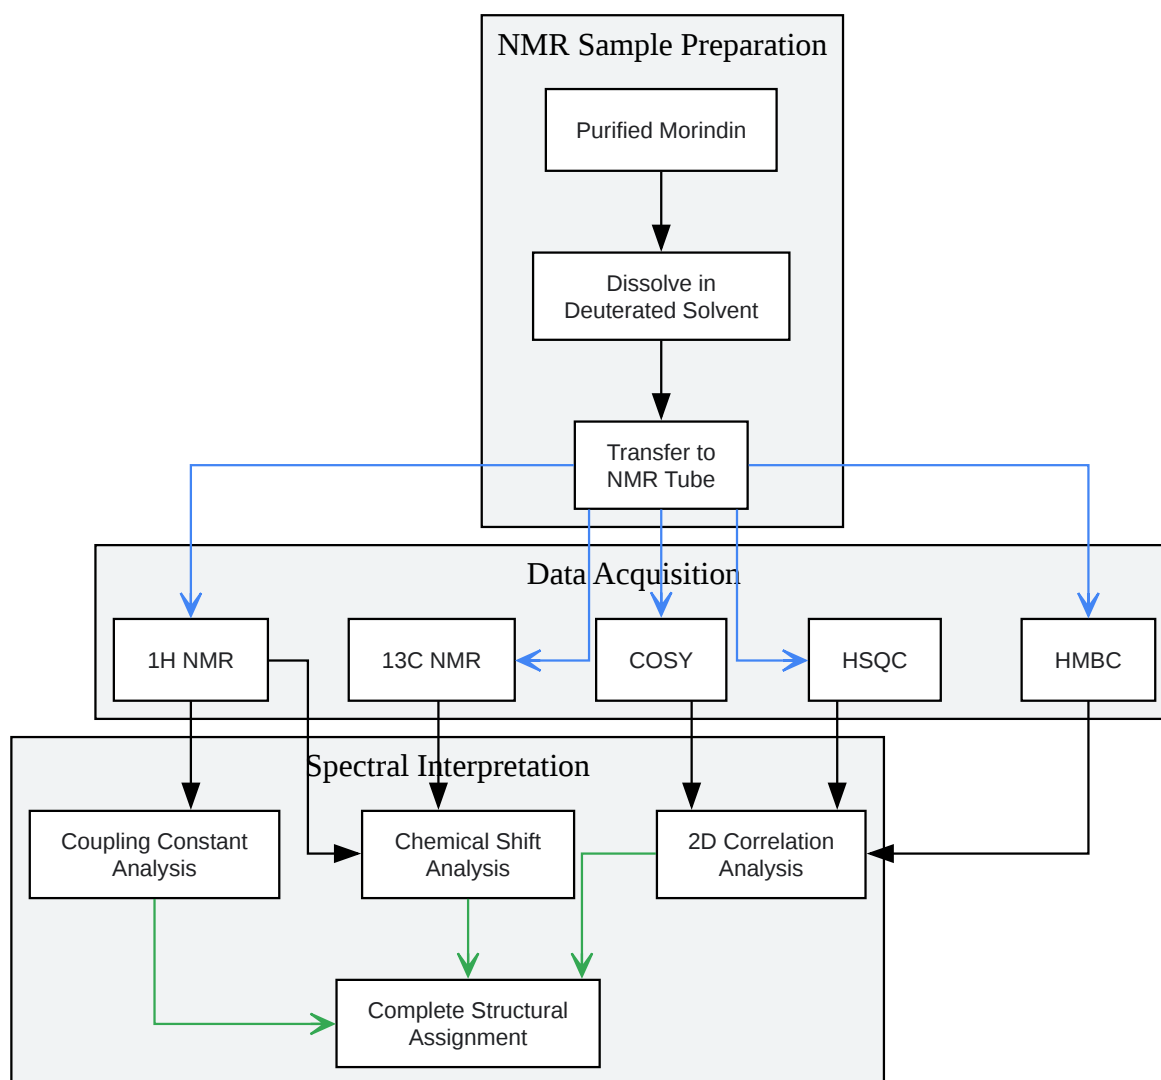 NMR Sample Preparation
Purified Morindin
Dissolve in
Deuterated Solvent
Transfer to
NMR Tube
Data Acquisition
1H NMR
13C NMR
COSY
HSQC
HMBC
Spectral Interpretation
Coupling Constant
Analysis
Chemical Shift
Analysis
2D Correlation
Analysis
Complete Structural
Assignment